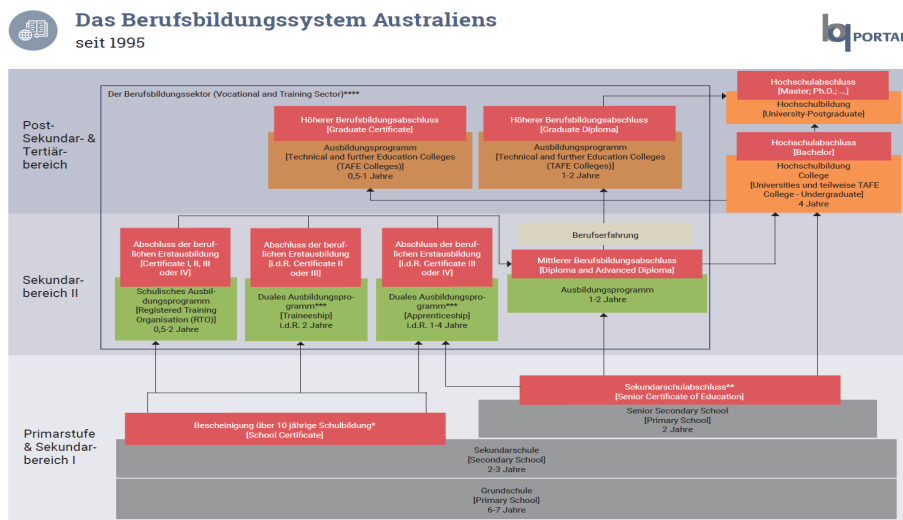 Das Berufsbildungssystem Australiens
seit 1995
bq PORTAL
Der Berufsbildungssektor (Vocational and Training Sector)****
Post-
Sekundar- &
Tertiär-
bereich
Höherer Berufsbildungsabschluss
[Graduate Certificate]
Ausbildungsprogramm
[Technical and further Education Colleges
(TAFE Colleges)]
0,5-1 Jahre
Höherer Berufsbildungsabschluss
[Graduate Diploma]
Ausbildungsprogramm
[Technical and further Education Colleges
(TAFE Colleges)]
1-2 Jahre
Hochschulabschluss
[Master; Ph.D.; ...]
Hochschulbildung
[University-Postgraduate]
Hochschulabschluss
[Bachelor]
Hochschulbildung
College
[Universities und teilweise TAFE
College - Undergraduate]
4 Jahre
Sekundar-
bereich II
Abschluss der beruf-
lichen Erstausbildung
[Certificate I, II, III
oder IV]
Schulisches Ausbil-
dungsprogramm
[Registered Training
Organisation (RTO)]
0,5-2 Jahre
Abschluss der beruf-
lichen Erstausbildung
[i.d.R. Certificate II
oder III]
Duales Ausbildungspro-
gramm***
[Traineeship]
i.d.R. 2 Jahre
Abschluss der beruf-
lichen Erstausbildung
[i.d.R. Certificate III
oder IV]
Duales Ausbildungspro-
gramm***
[Apprenticeship]
i.d.R. 1-4 Jahre
Berufserfahrung
Mittlerer Berufsbildungsabschluss
[Diploma and Advanced Diploma]
Ausbildungsprogramm
1-2 Jahre
Primarstufe
& Sekundar-
bereich I
Sekundarschulabschluss**
[Senior Certificate of Education]
Senior Secondary School
[Primary School]
2 Jahre
Bescheinigung über 10 jährige Schulbildung*
[School Certificate]
Sekundarschule
[Secondary School]
2-3 Jahre
Grundschule
[Primary School]
6-7 Jahre